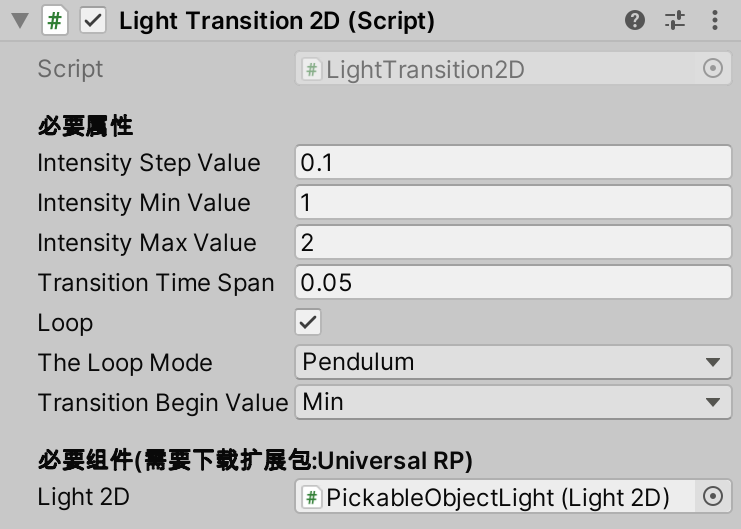 Light Transition 2D (Script)
Script LightTransition2D
必要属性
Intensity Step Value 0.1
Intensity Min Value 1
Intensity Max Value 2
Transition Time Span 0.05
Loop
The Loop Mode Pendulum
Transition Begin Value Min
必要组件(需要下载扩展包:Universal RP)
Light 2D PickableObjectLight (Light 2D)